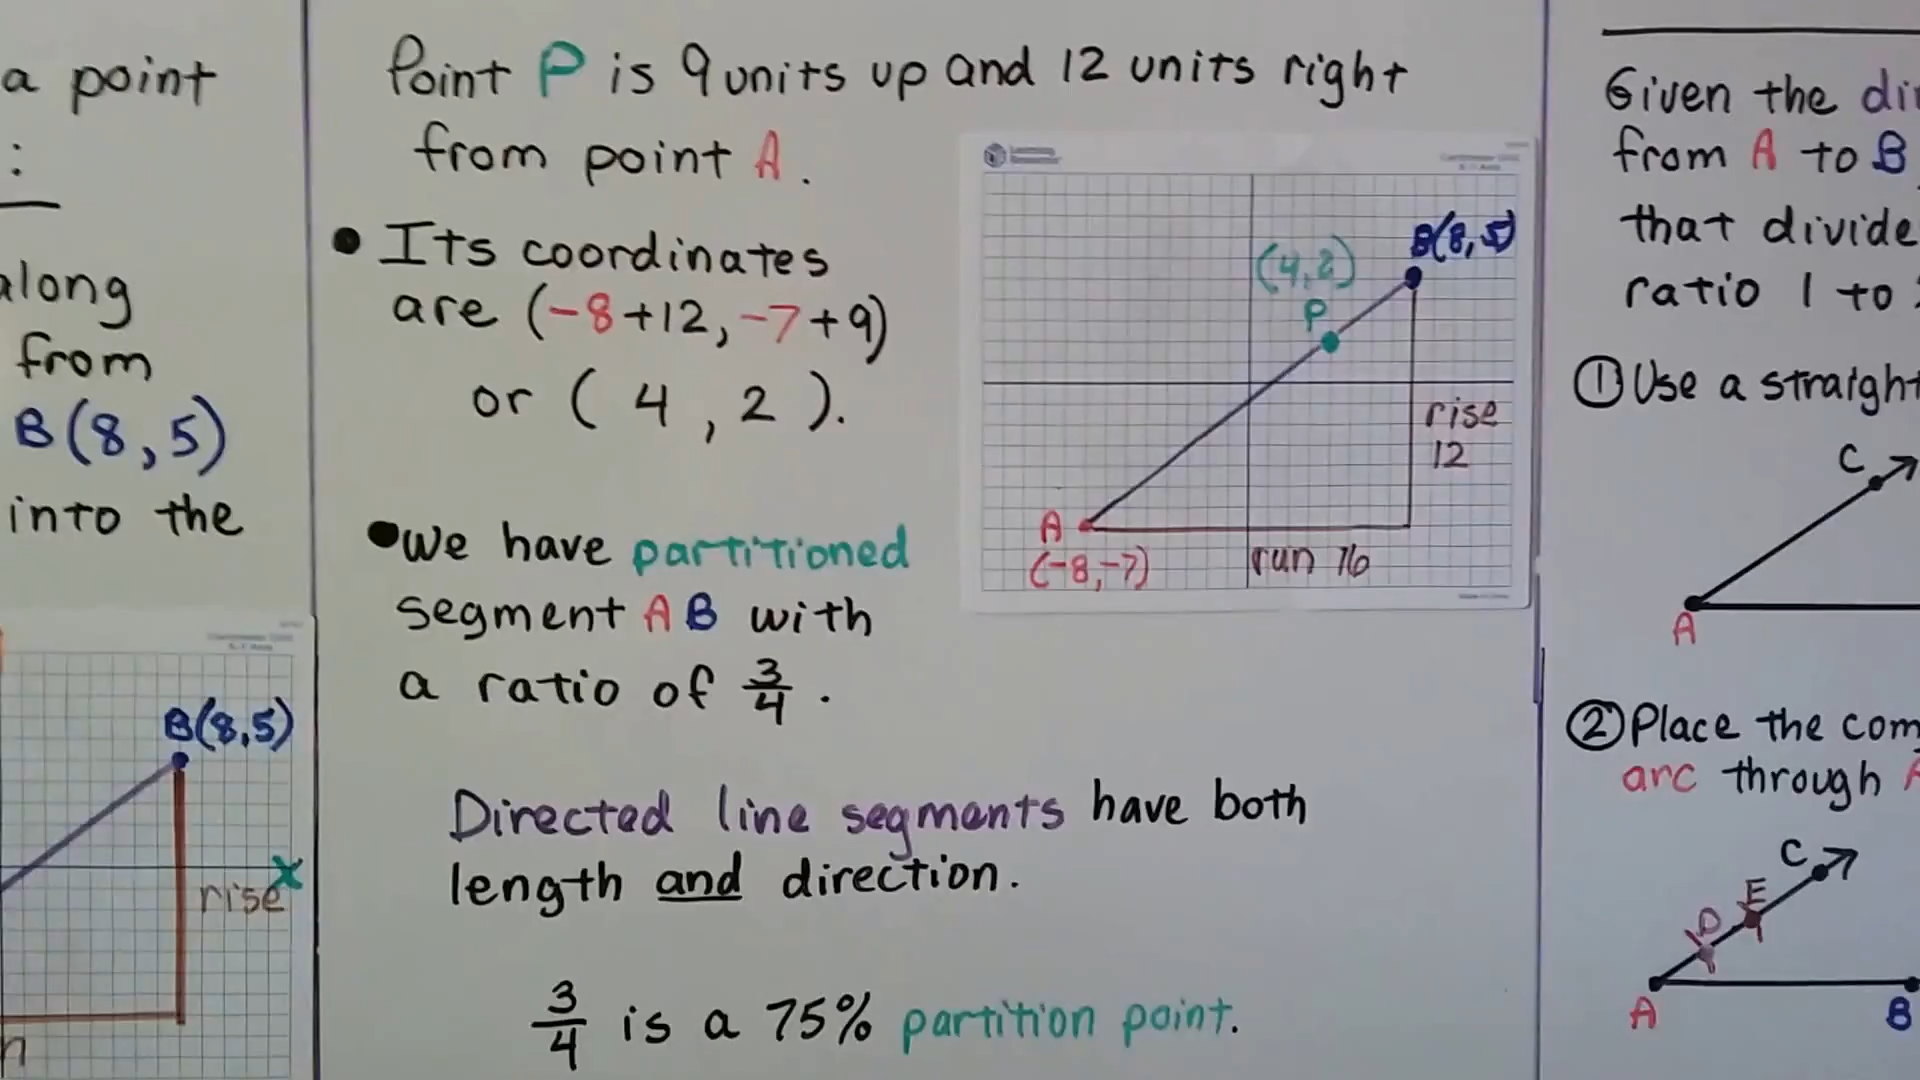 a point
:
along
from
B(8,5)
into the
B(8,5)
rise
x
Point P is 9 units up and 12 units right
from point A.
• Its coordinates
are (-8+12, -7+9)
or (4, 2).
• We have partitioned
segment AB with
a ratio of 3/4.
Directed line segments have both
length and direction.
3/4 is a 75% partition point.
Learning
Resources
B(8,5)
(4,2)
P
rise
12
A
(-8,-7)
run 16
Given the di
from A to B,
that divide
ratio 1 to
① Use a straight
C
A
② Place the com
arc through A
C
E
D
A
B